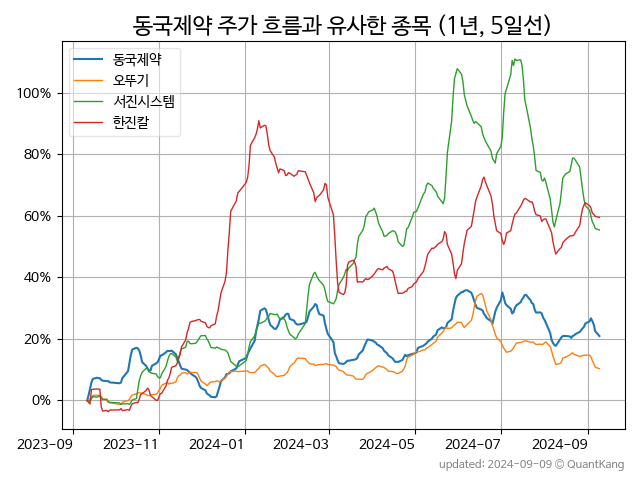 동국제약 주가 흐름과 유사한 종목 (1년, 5일선)
동국제약
오뚜기
서진시스템
한진칼
100%
80%
60%
40%
20%
0%
2023-09 2023-11 2024-01 2024-03 2024-05 2024-07 2024-09
updated: 2024-09-09 © QuantKang